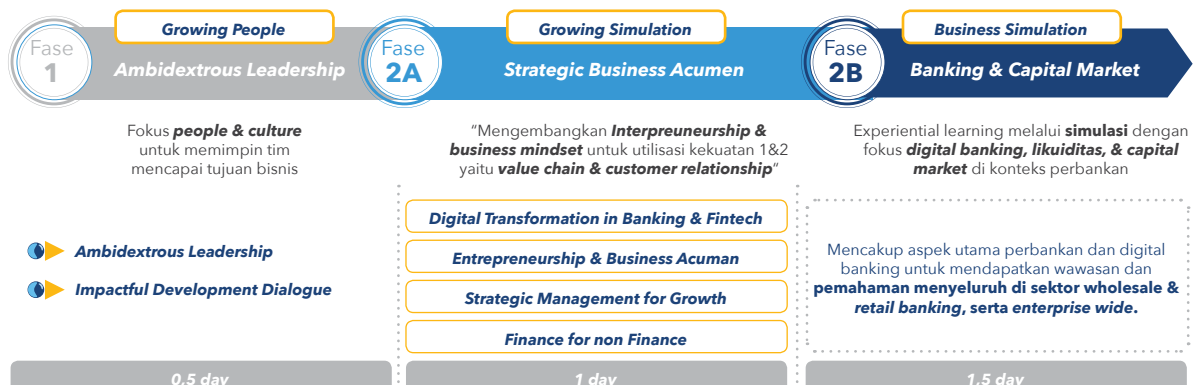 Growing People
Fase
1
Ambidextrous Leadership
Growing Simulation
Fase
2A
Strategic Business Acumen
Business Simulation
Fase
2B
Banking & Capital Market
Fokus people & culture
untuk memimpin tim
mencapai tujuan bisnis
"Mengembangkan Interpreuneurship &
business mindset untuk utilisasi kekuatan 1&2
yaitu value chain & customer relationship"
Experiential learning melalui simulasi dengan
fokus digital banking, likuiditas, & capital
market di konteks perbankan
Ambidextrous Leadership
Impactful Development Dialogue
Digital Transformation in Banking & Fintech
Entrepreneurship & Business Acuman
Strategic Management for Growth
Finance for non Finance
Mencakup aspek utama perbankan dan digital
banking untuk mendapatkan wawasan dan
pemahaman menyeluruh di sektor wholesale &
retail banking, serta enterprise wide.
0,5 day
1 day
1,5 day